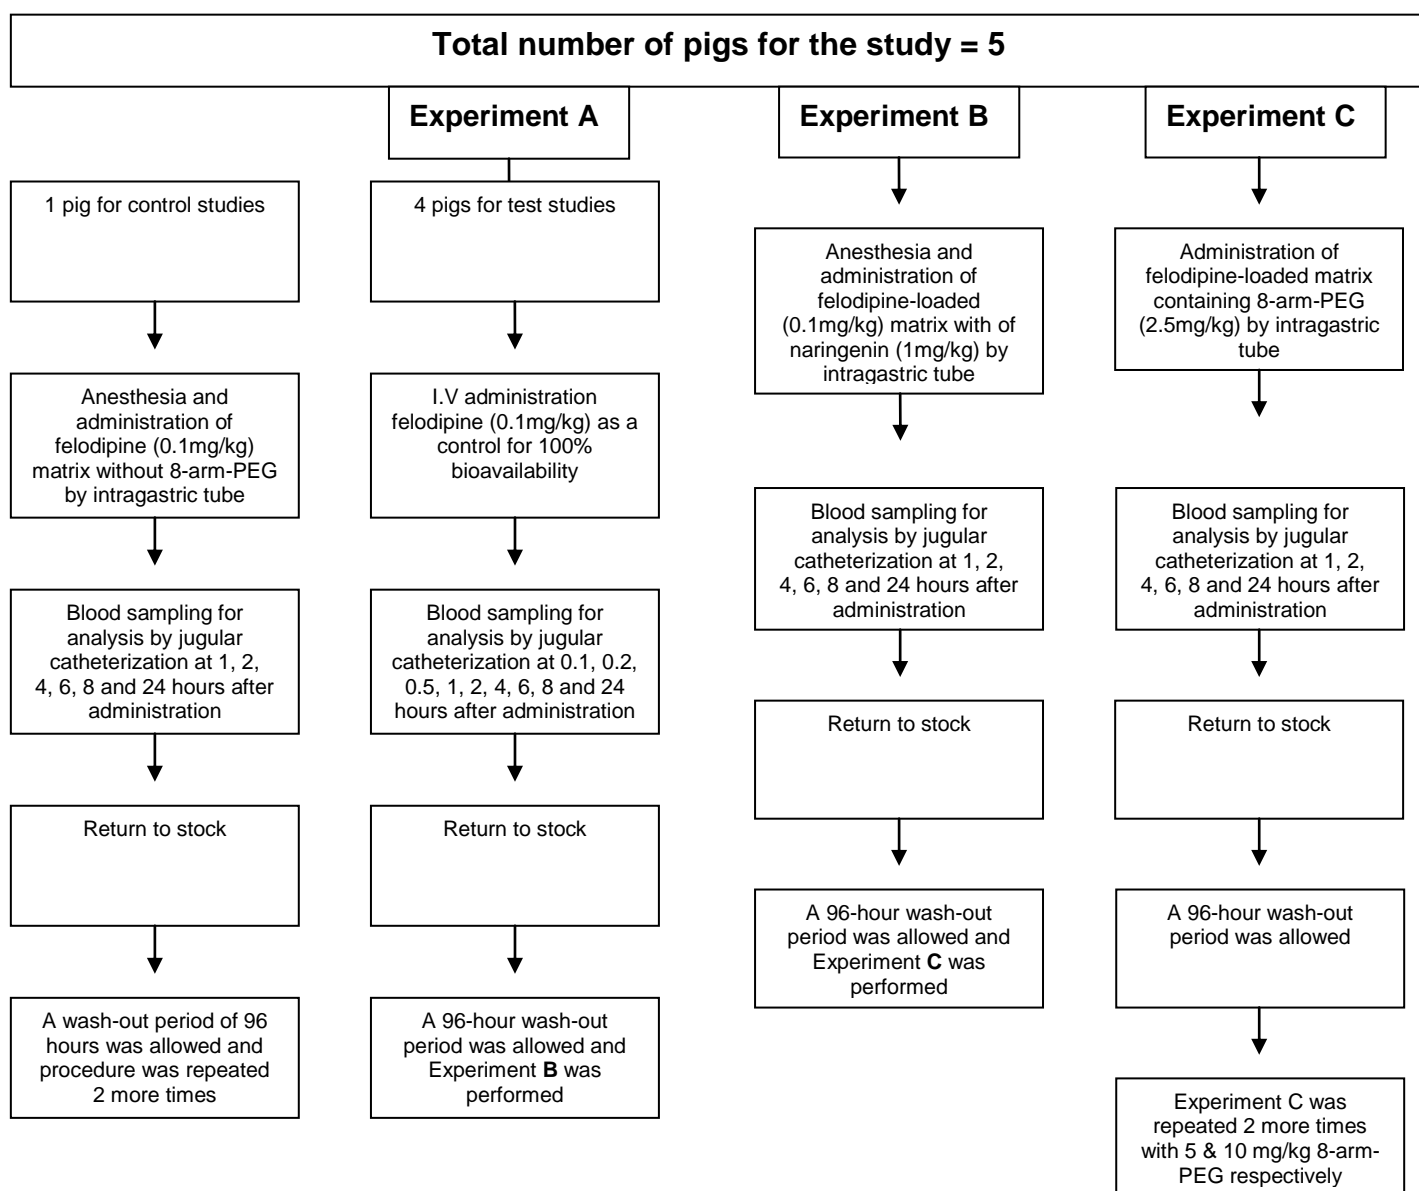 Total number of pigs for the study = 5
Experiment A
Experiment B
Experiment C
1 pig for control studies
Anesthesia and
administration of
felodipine (0.1mg/kg)
matrix without 8-arm-PEG
by intragastric tube
Blood sampling for
analysis by jugular
catheterization at 1, 2,
4, 6, 8 and 24 hours after
administration
Return to stock
A wash-out period of 96
hours was allowed and
procedure was repeated
2 more times
4 pigs for test studies
I.V administration
felodipine (0.1mg/kg) as a
control for 100%
bioavailability
Blood sampling for
analysis by jugular
catheterization at 0.1, 0.2,
0.5, 1, 2, 4, 6, 8 and 24
hours after administration
Return to stock
A 96-hour wash-out
period was allowed and
Experiment B was
performed
Anesthesia and
administration of
felodipine-loaded
(0.1mg/kg) matrix with of
naringenin (1mg/kg) by
intragastric tube
Blood sampling for
analysis by jugular
catheterization at 1, 2,
4, 6, 8 and 24 hours after
administration
Return to stock
A 96-hour wash-out
period was allowed and
Experiment C was
performed
Administration of
felodipine-loaded matrix
containing 8-arm-PEG
(2.5mg/kg) by intragastric
tube
Blood sampling for
analysis by jugular
catheterization at 1, 2,
4, 6, 8 and 24 hours after
administration
Return to stock
A 96-hour wash-out
period was allowed
Experiment C was
repeated 2 more times
with 5 & 10 mg/kg 8-arm-
PEG respectively